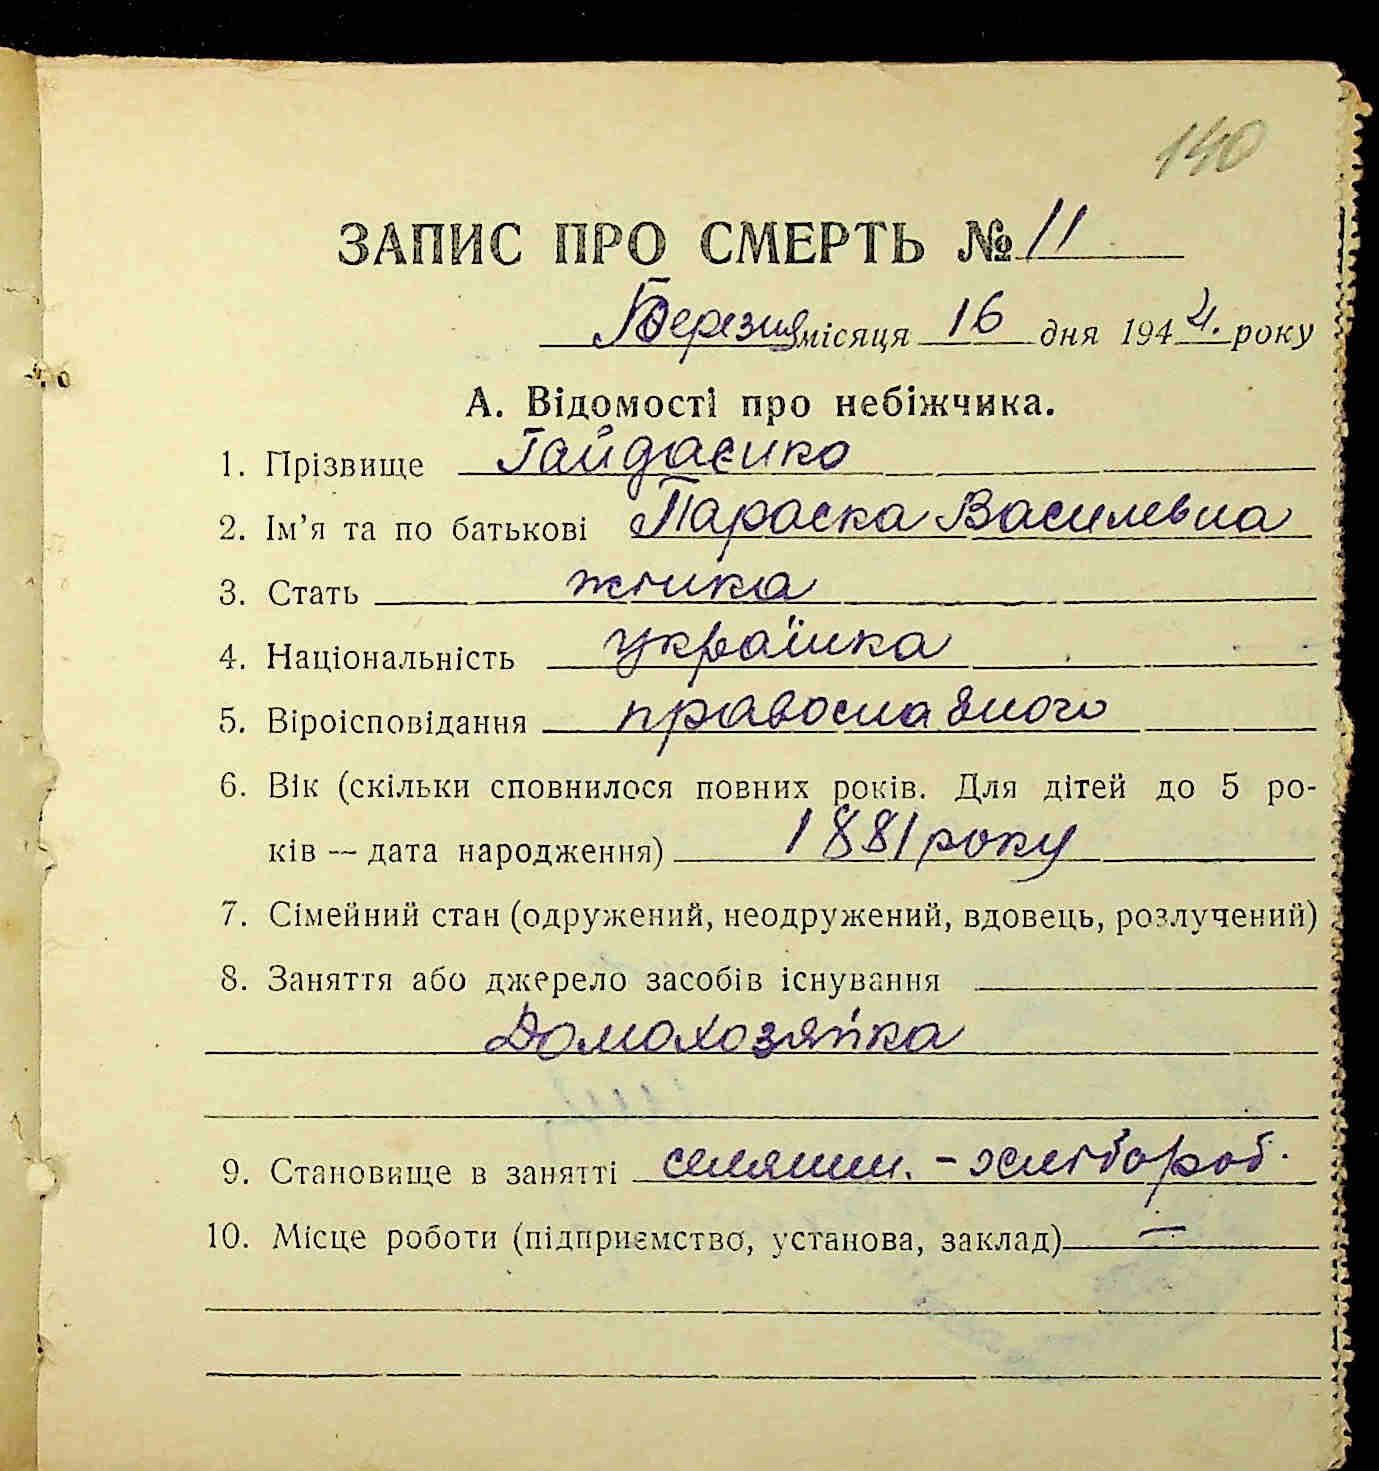 140
ЗАПИС ПРО СМЕРТЬ № 11
Березня місяця 16 дня 1944. року
А. Відомості про небіжчика.
1. Прізвище Гайдаєнко
2. Ім’я та по батькові Параска Василевна
3. Стать жінка
4. Національність українка
5. Віроісповідання православного
6. Вік (скільки сповнилося повних років. Для дітей до 5 ро-
ків — дата народження) 1881 року
7. Сімейний стан (одружений, неодружений, вдовець, розлучений)
8. Заняття або джерело засобів існування
Домохозяйка
9. Становище в занятті селянин. - хлібороб.
10. Місце роботи (підприємство, установа, заклад) —